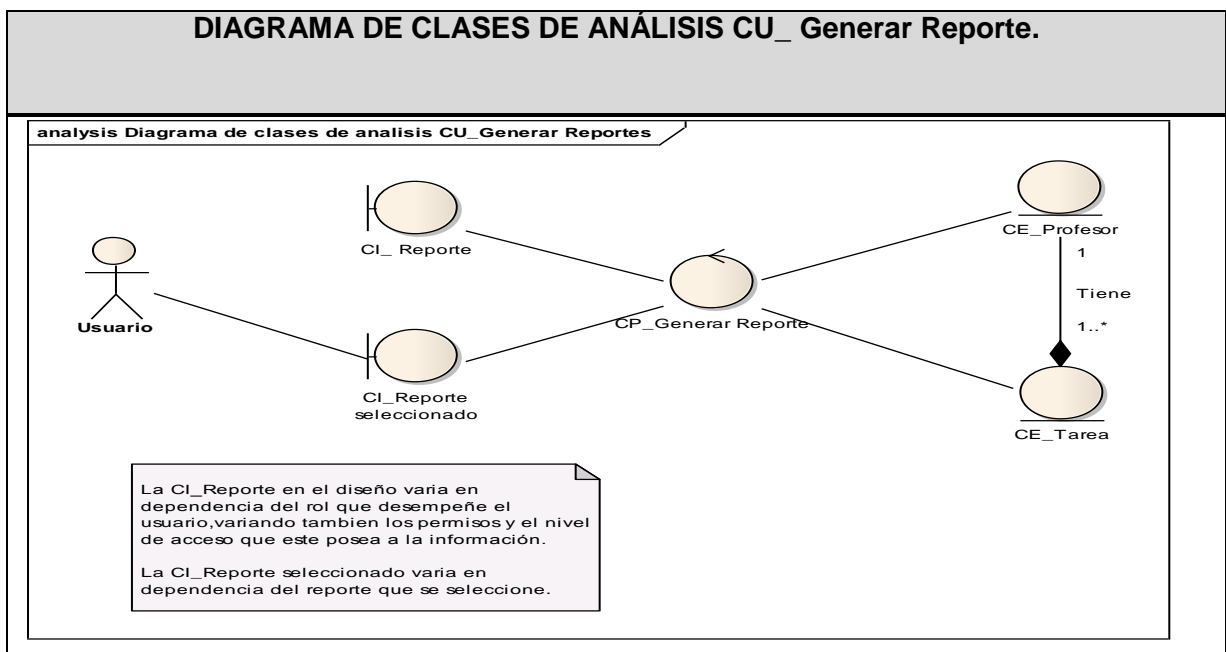 DIAGRAMA DE CLASES DE ANÁLISIS CU_ Generar Reporte.
analysis Diagrama de clases de analisis CU_Generar Reportes
CI_ Reporte
CE_Profesor
1
Tiene
1..*
Usuario
CP_Generar Reporte
CI_Reporte
seleccionado
CE_Tarea
La CI_Reporte en el diseño varia en
dependencia del rol que desempeñe el
usuario,variando tambien los permisos y el nivel
de acceso que este posea a la información.
La CI_Reporte seleccionado varia en
dependencia del reporte que se seleccione.